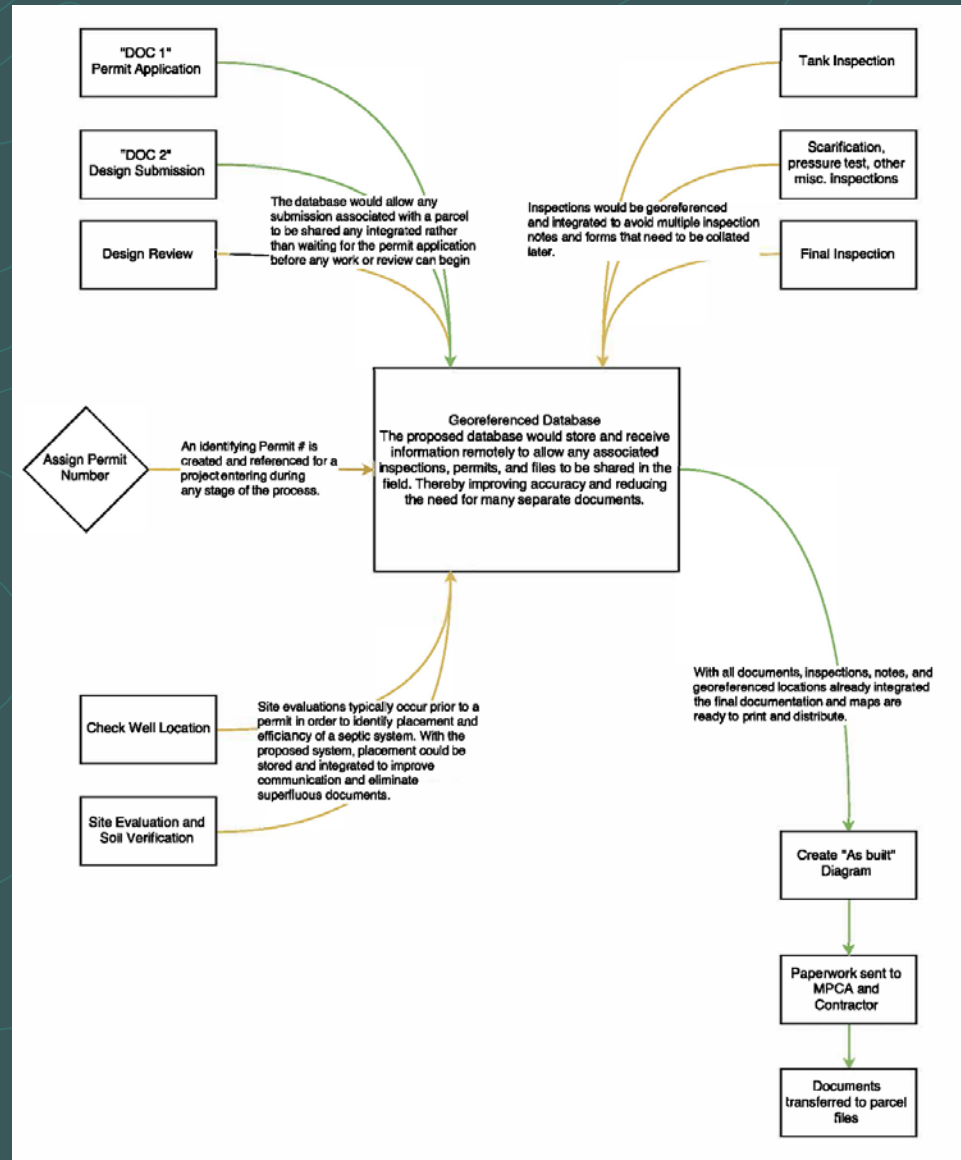 "DOC 1"
Permit Application
"DOC 2"
Design Submission
Design Review
The database would allow any
submission associated with a parcel
to be shared any integrated rather
than waiting for the permit application
before any work or review can begin
Tank Inspection
Scarification,
pressure test, other
misc. inspections
Final Inspection
Inspections would be georeferenced
and integrated to avoid multiple inspection
notes and forms that need to be collated
later.
Assign Permit
Number
An identifying Permit # is
created and referenced for a
project entering during
any stage of the process.
Georeferenced Database
The proposed database would store and receive
information remotely to allow any associated
inspections, permits, and files to be shared in the
field. Thereby improving accuracy and reducing
the need for many separate documents.
Check Well Location
Site Evaluation and
Soil Verification
Site evaluations typically occur prior to a
permit in order to identify placement and
efficiancy of a septic system. With the
proposed system, placement could be
stored and integrated to improve
communication and eliminate
superfluous documents.
With all documents, inspections, notes, and
georeferenced locations already integrated
the final documentation and maps are
ready to print and distribute.
Create "As built"
Diagram
Paperwork sent to
MPCA and
Contractor
Documents
transferred to parcel
files